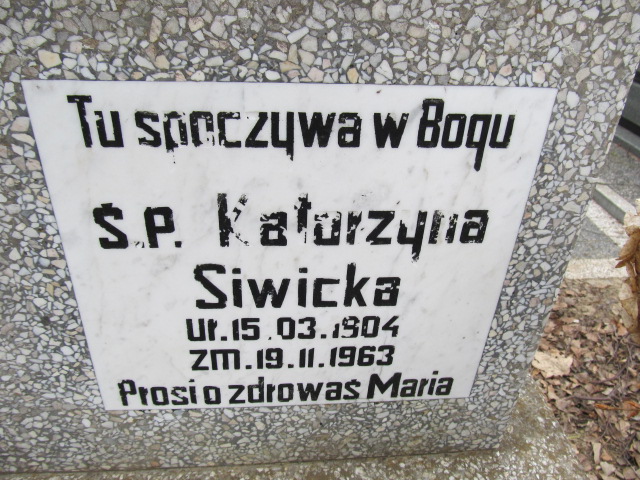 Tu spoczywa w Bogu
Ś.P. Katarzyna
Siwicka
Ur.15.03.1904
zm.19.11.1963
Prosi o zdrowaś Maria